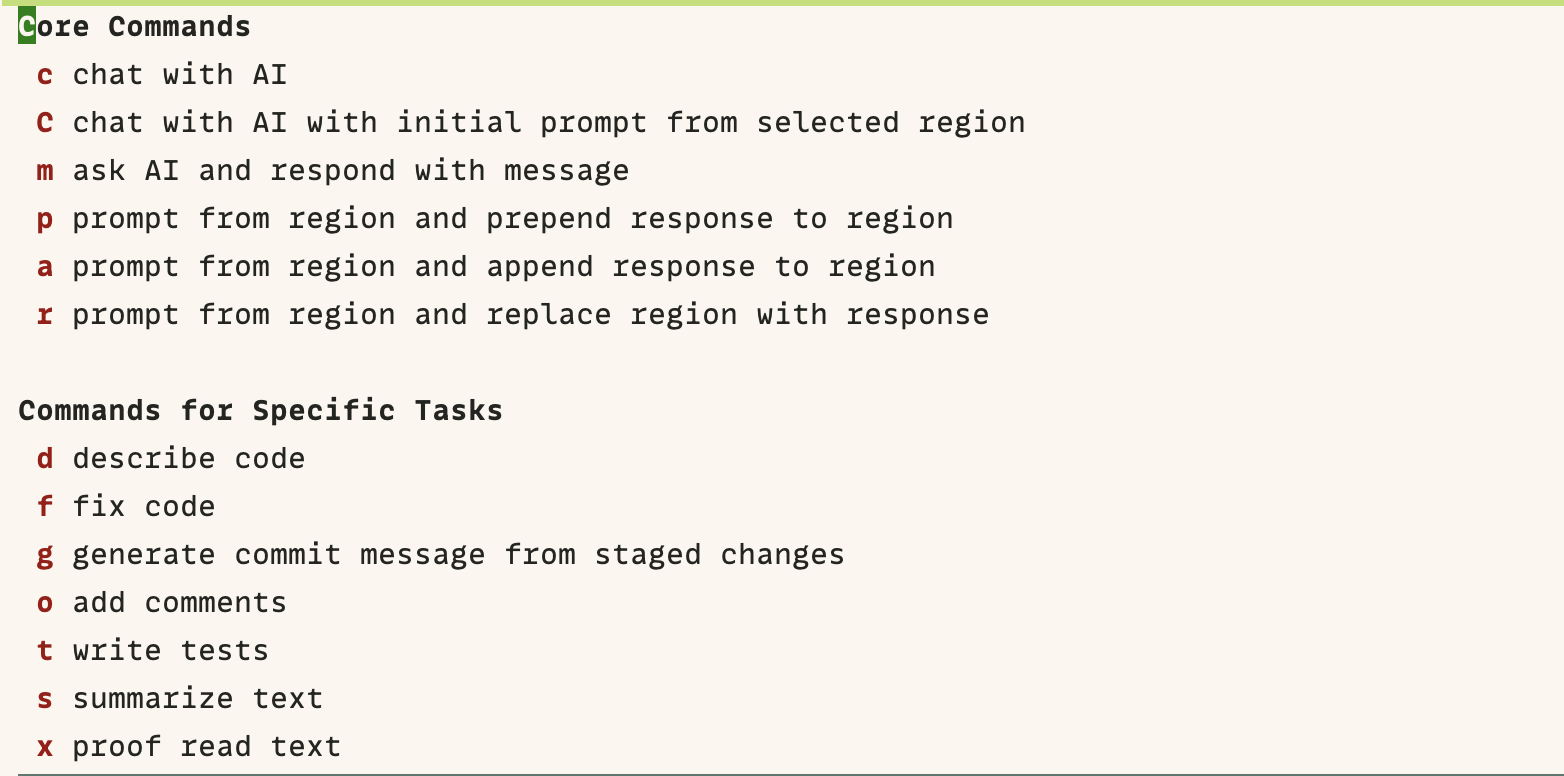 Core Commands
c chat with AI
C chat with AI with initial prompt from selected region
m ask AI and respond with message
p prompt from region and prepend response to region
a prompt from region and append response to region
r prompt from region and replace region with response
Commands for Specific Tasks
d describe code
f fix code
g generate commit message from staged changes
o add comments
t write tests
s summarize text
x proof read text